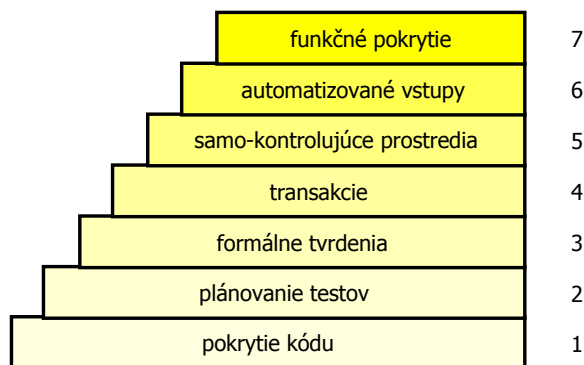 funkčné pokrytie 7
automatizované vstupy 6
samo-kontrolujúce prostredia 5
transakcie 4
formálne tvrdenia 3
plánovanie testov 2
pokrytie kódu 1